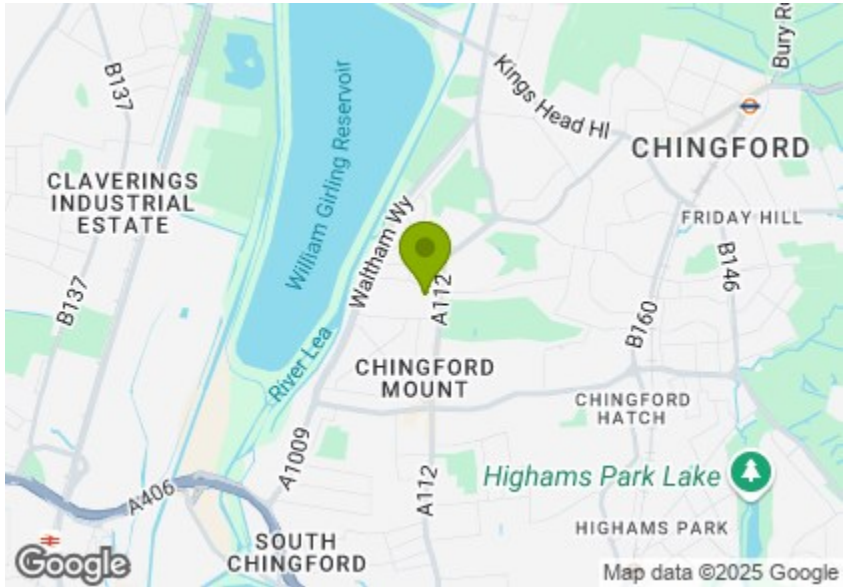 B137
Bury Ro
Kings Head Hl
William Girling Reservoir
CHINGFORD
CLAVERINGS
INDUSTRIAL
ESTATE
Waltham Wy
FRIDAY HILL
B146
A112
B137
B160
River Lea
CHINGFORD
MOUNT
CHINGFORD
HATCH
A1009
Highams Park Lake
A406
A112
HIGHAMS PARK
SOUTH
CHINGFORD
Google
Map data ©2025 Google